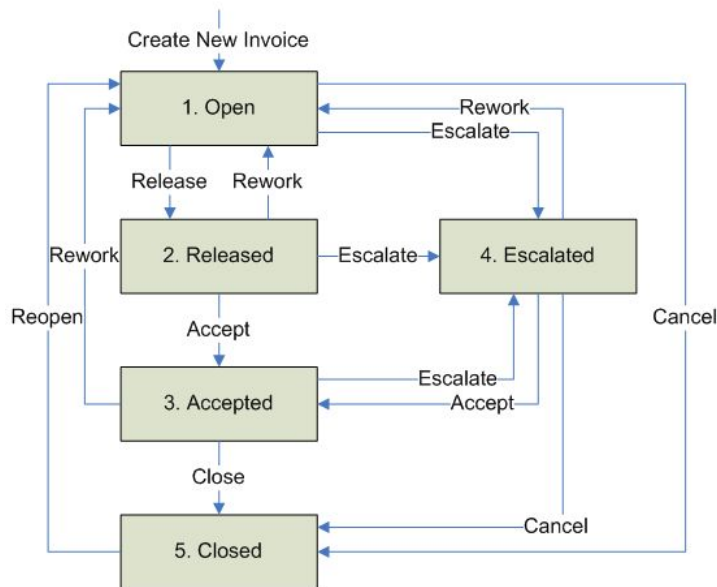 Create New Invoice
1. Open
Rework
Escalate
Release
Rework
Rework
2. Released
Escalate
4. Escalated
Reopen
Cancel
Accept
3. Accepted
Escalate
Accept
Close
Cancel
5. Closed